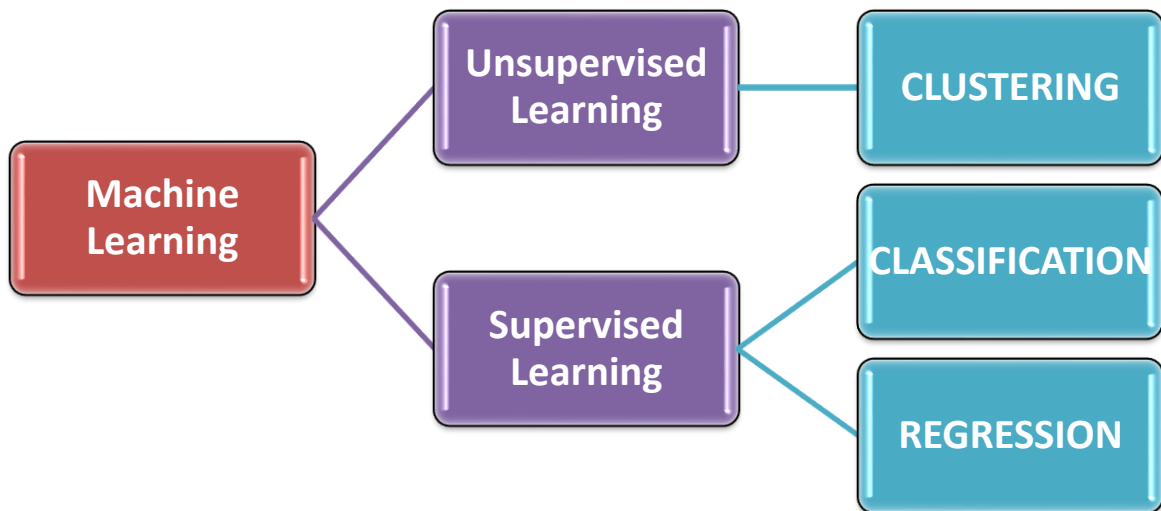 Machine
Learning
Unsupervised
Learning
CLUSTERING
Supervised
Learning
CLASSIFICATION
REGRESSION